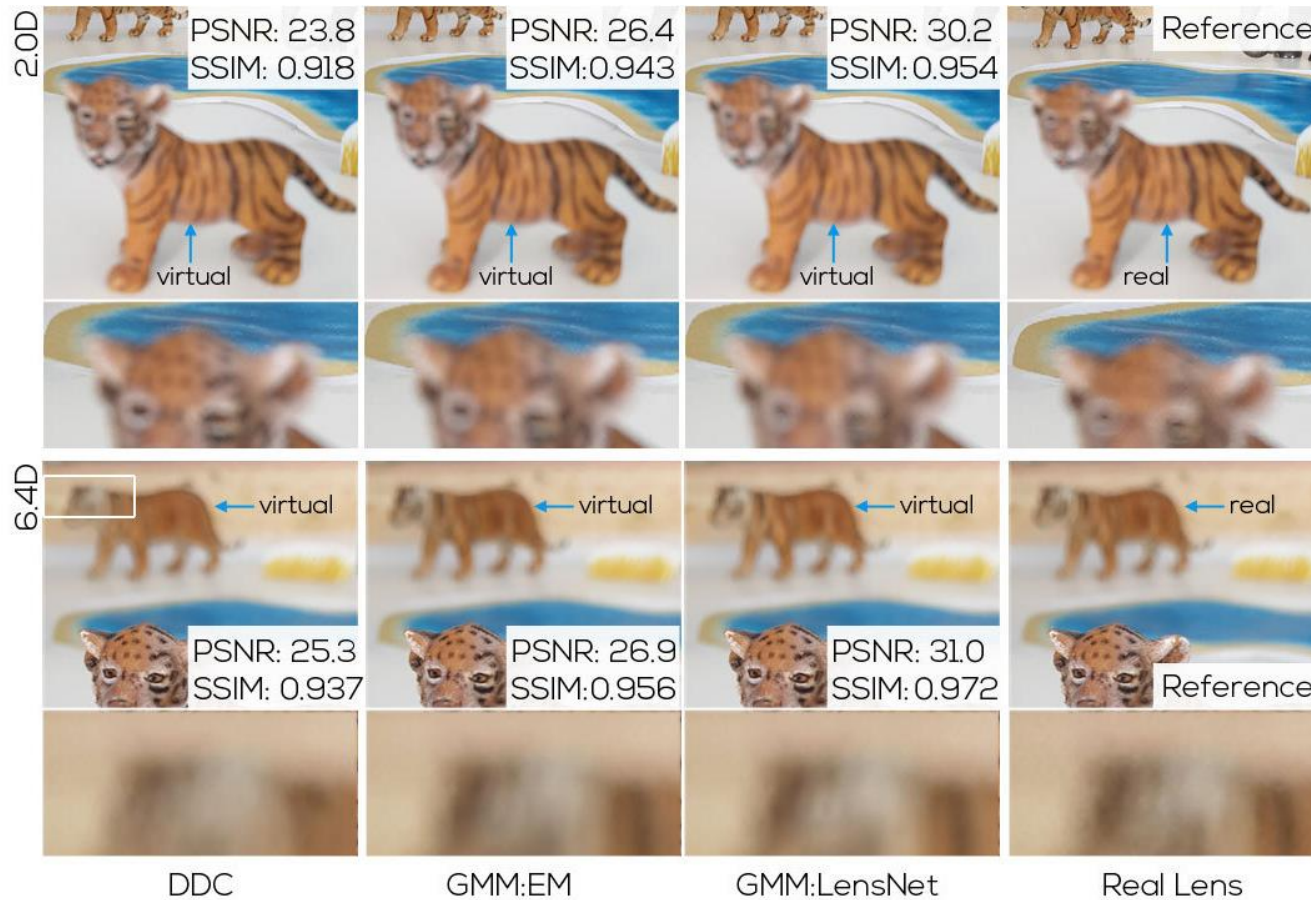 2.0D
PSNR: 23.8
SSIM: 0.918
PSNR: 26.4
SSIM:0.943
PSNR: 30.2
SSIM: 0.954
Reference
virtual
virtual
virtual
real
6.4D
virtual
virtual
virtual
real
PSNR: 25.3
SSIM: 0.937
PSNR: 26.9
SSIM:0.956
PSNR: 31.0
SSIM: 0.972
Reference
DDC
GMM:EM
GMM:LensNet
Real Lens